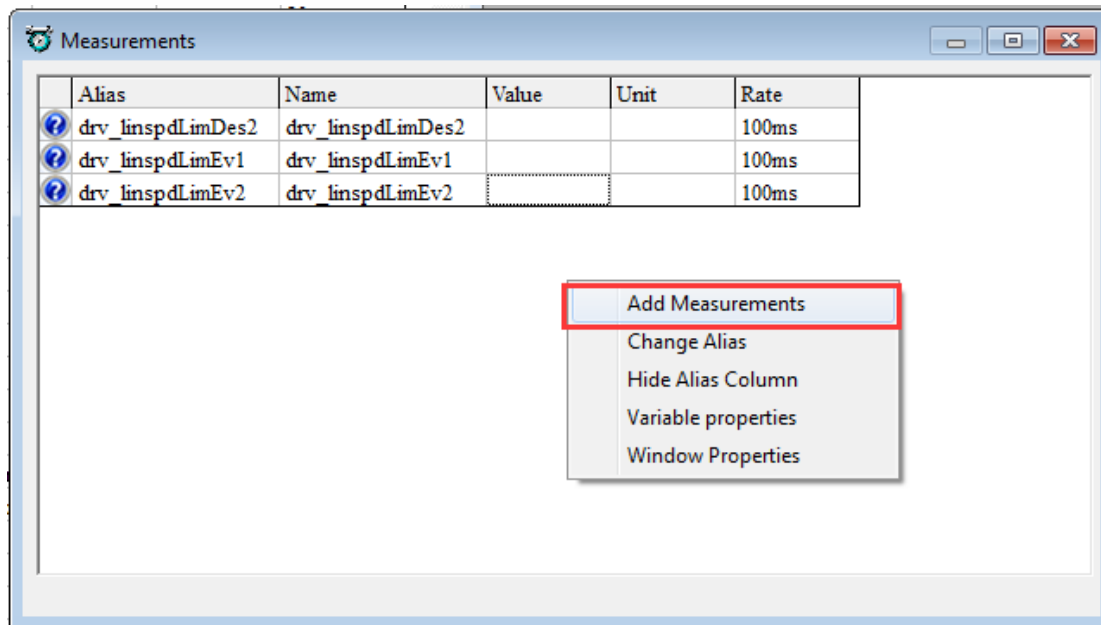 Measurements
Alias Name Value Unit Rate
drv_linspdLimDes2 drv_linspdLimDes2 100ms
drv_linspdLimEv1 drv_linspdLimEv1 100ms
drv_linspdLimEv2 drv_linspdLimEv2 100ms
Add Measurements
Change Alias
Hide Alias Column
Variable properties
Window Properties